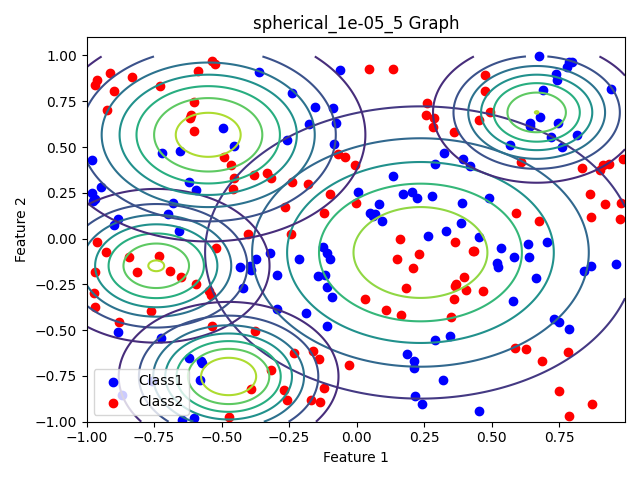 spherical_1e-05_5 Graph
1.00
0.75
0.50
0.25
0.00
−0.25
−0.50
−0.75
−1.00
Feature 2
Class1
Class2
−1.00 −0.75 −0.50 −0.25 0.00 0.25 0.50 0.75
Feature 1